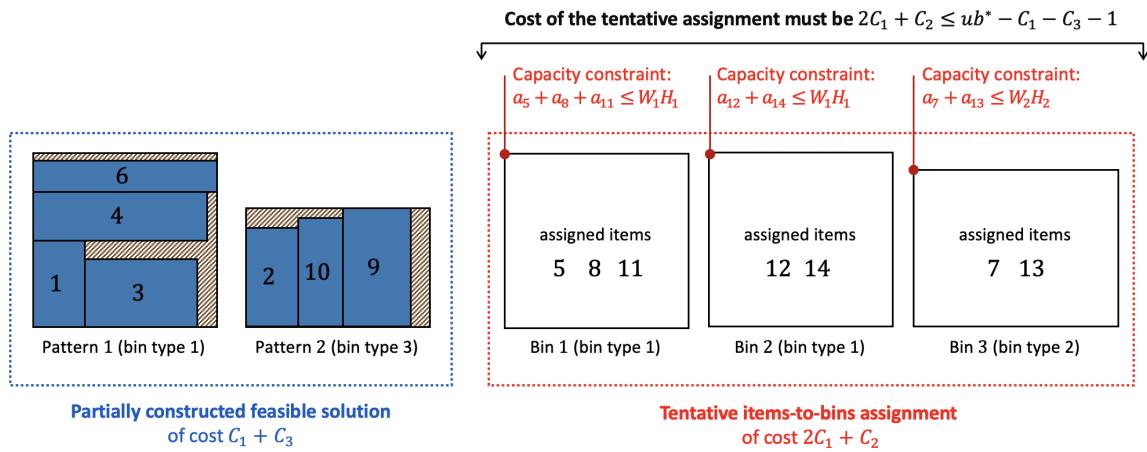 Cost of the tentative assignment must be 2C₁ + C₂ ≤ ub* − C₁ − C₃ − 1
Capacity constraint:
a₅ + a₈ + a₁₁ ≤ W₁H₁
Capacity constraint:
a₁₂ + a₁₄ ≤ W₁H₁
Capacity constraint:
a₇ + a₁₃ ≤ W₂H₂
6
4
1
3
2
10
9
Pattern 1 (bin type 1)
Pattern 2 (bin type 3)
assigned items
5 8 11
assigned items
12 14
assigned items
7 13
Bin 1 (bin type 1)
Bin 2 (bin type 1)
Bin 3 (bin type 2)
Partially constructed feasible solution
of cost C₁ + C₃
Tentative items-to-bins assignment
of cost 2C₁ + C₂